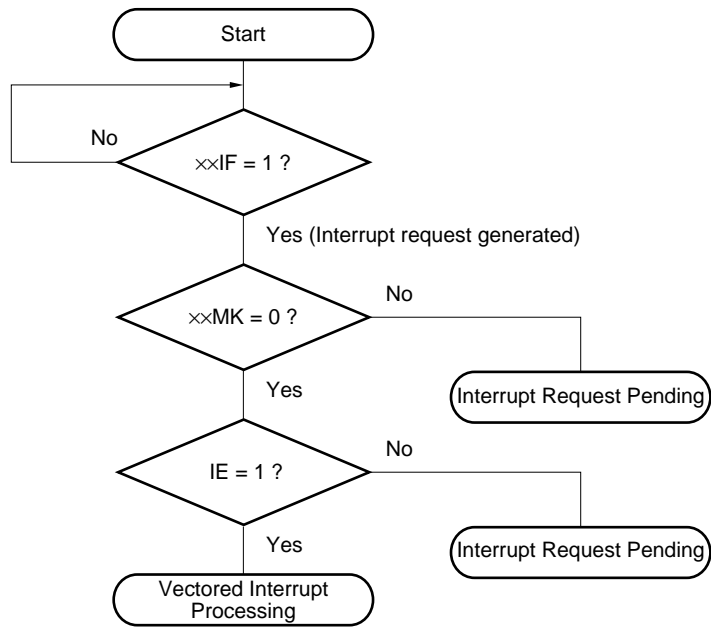 Start
No
××IF = 1 ?
Yes (Interrupt request generated)
××MK = 0 ?
No
Yes
Interrupt Request Pending
IE = 1 ?
No
Yes
Interrupt Request Pending
Vectored Interrupt
Processing